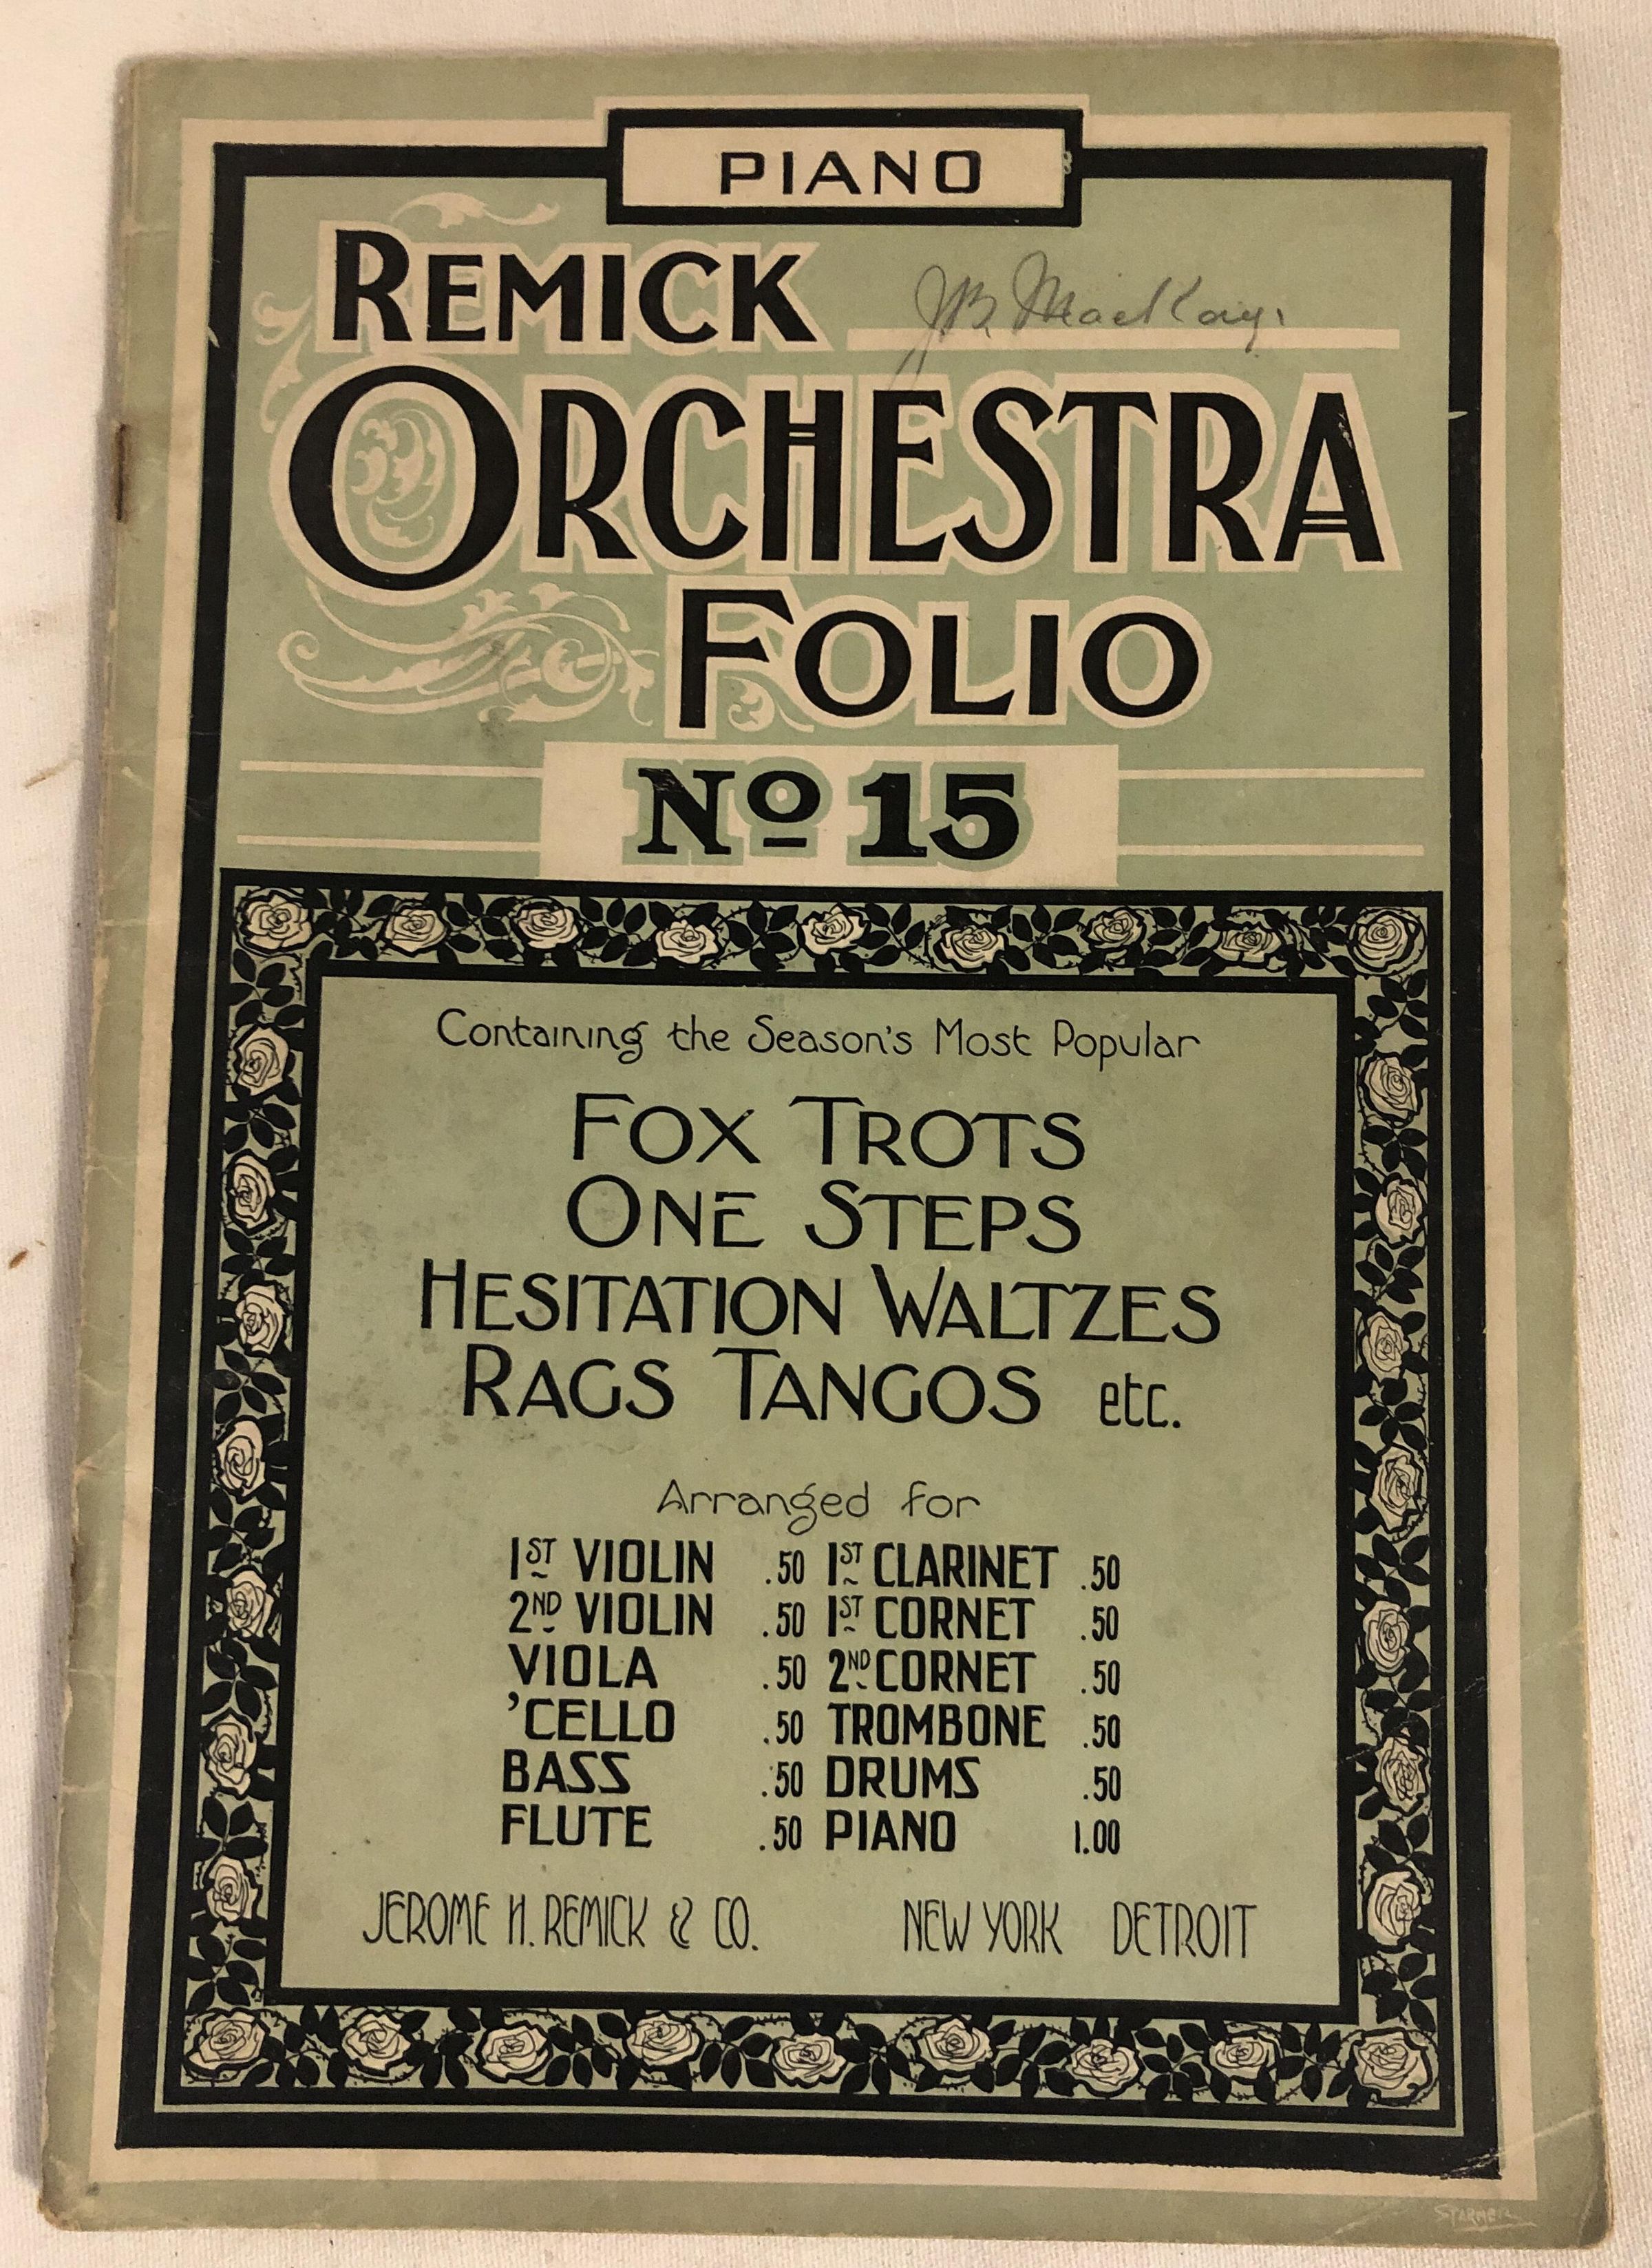 PIANO
REMICK
JB. MacKay.
ORCHESTRA
FOLIO
No 15
Containing the Season's Most Popular
FOX TROTS
ONE STEPS
HESITATION WALTZES
RAGS TANGOS etc.
Arranged for
1ST VIOLIN .50 1ST CLARINET .50
2ND VIOLIN .50 1ST CORNET .50
VIOLA .50 2ND CORNET .50
'CELLO .50 TROMBONE .50
BASS .50 DRUMS .50
FLUTE .50 PIANO 1.00
JEROME H. REMICK & CO. NEW YORK DETROIT
STARMER